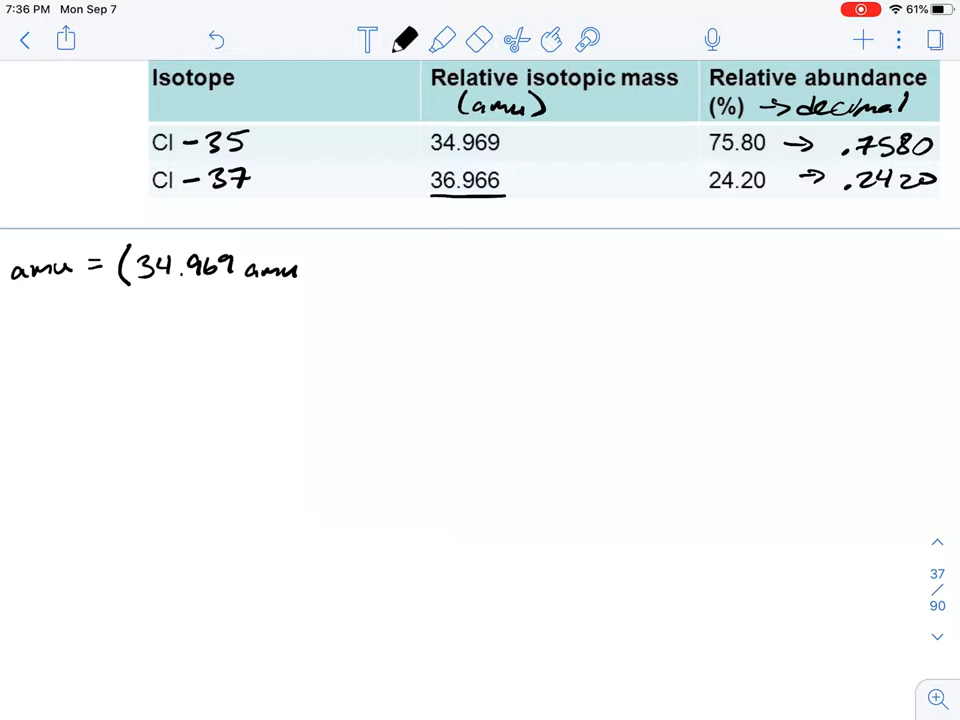 7:36 PM Mon Sep 7 61%
Isotope Relative isotopic mass Relative abundance
(amu) (%) → decimal
Cl - 35 34.969 75.80 → .7580
Cl - 37 36.966 24.20 → .2420
amu = (34.969 amu
37
/
90